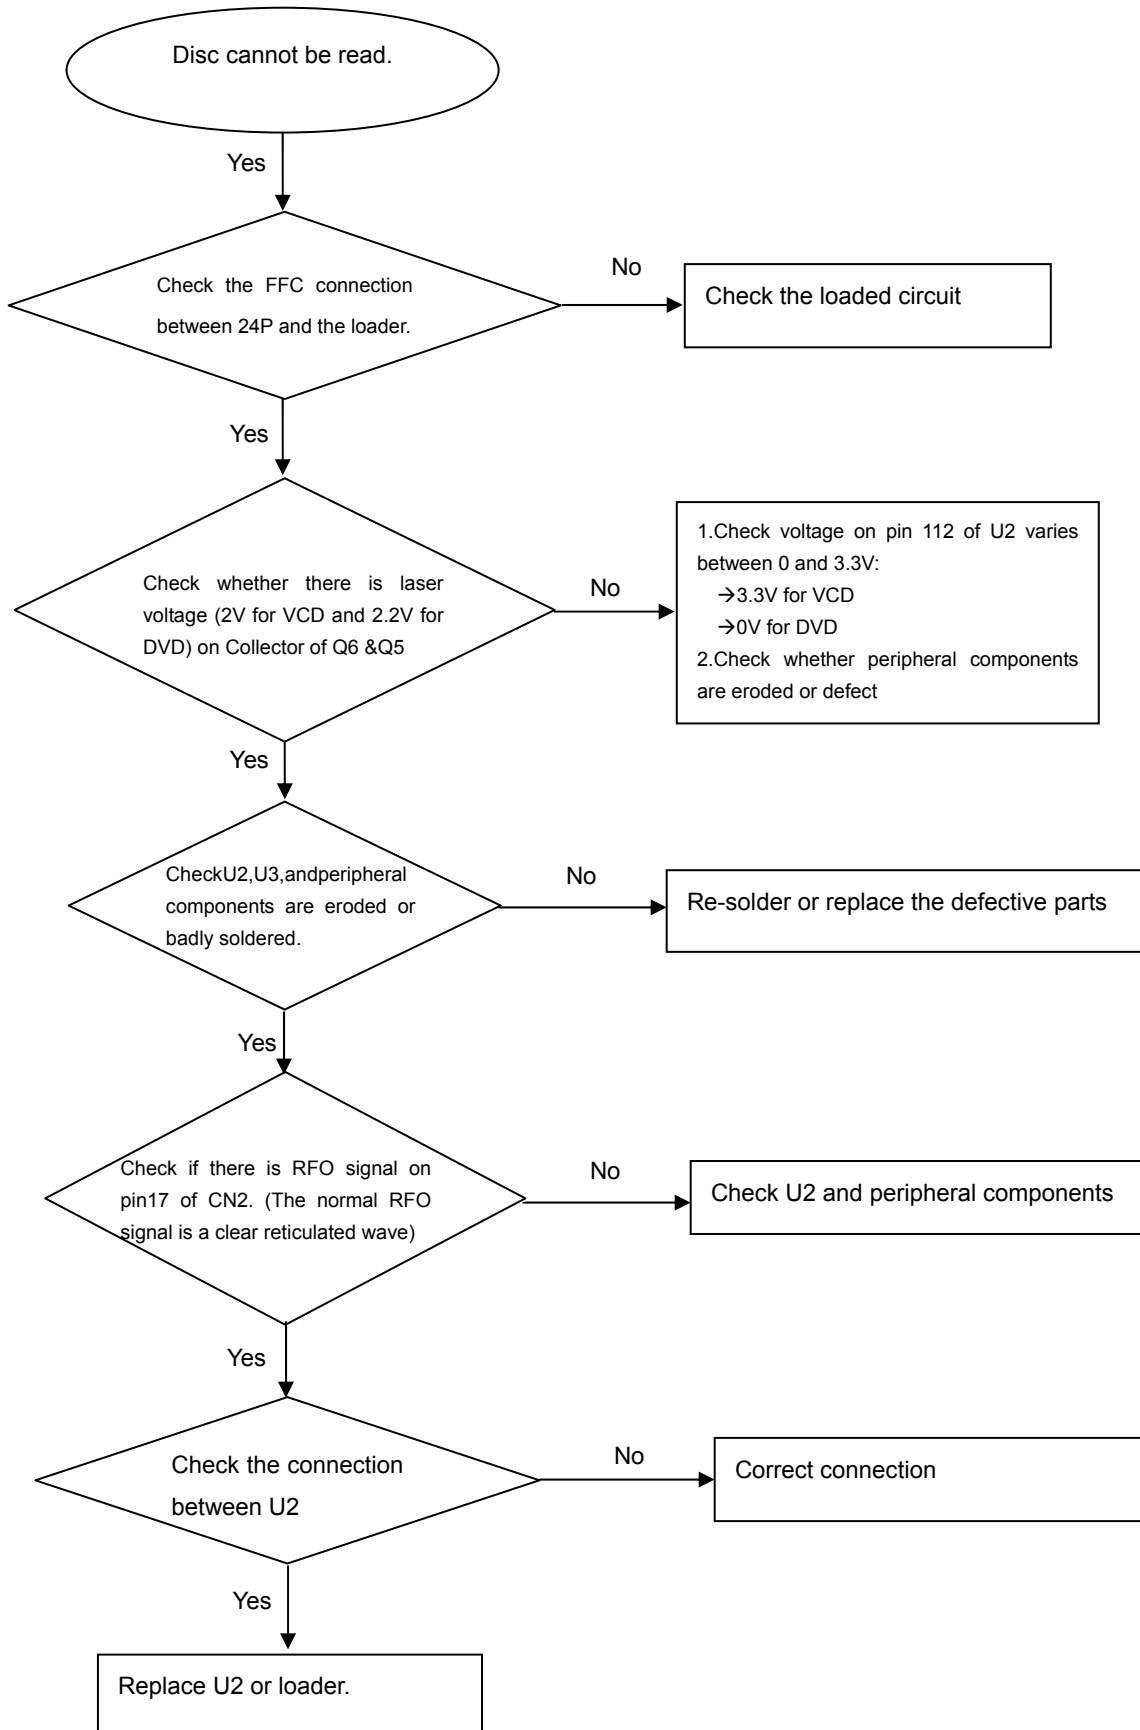 Disc cannot be read.
Yes
Check the FFC connection
between 24P and the loader.
No
Check the loaded circuit
Yes
Check whether there is laser
voltage (2V for VCD and 2.2V for
DVD) on Collector of Q6 &Q5
No
1.Check voltage on pin 112 of U2 varies
between 0 and 3.3V:
→3.3V for VCD
→0V for DVD
2.Check whether peripheral components
are eroded or defect
Yes
CheckU2,U3,andperipheral
components are eroded or
badly soldered.
No
Re-solder or replace the defective parts
Yes
Check if there is RFO signal on
pin17 of CN2. (The normal RFO
signal is a clear reticulated wave)
No
Check U2 and peripheral components
Yes
Check the connection
between U2
No
Correct connection
Yes
Replace U2 or loader.